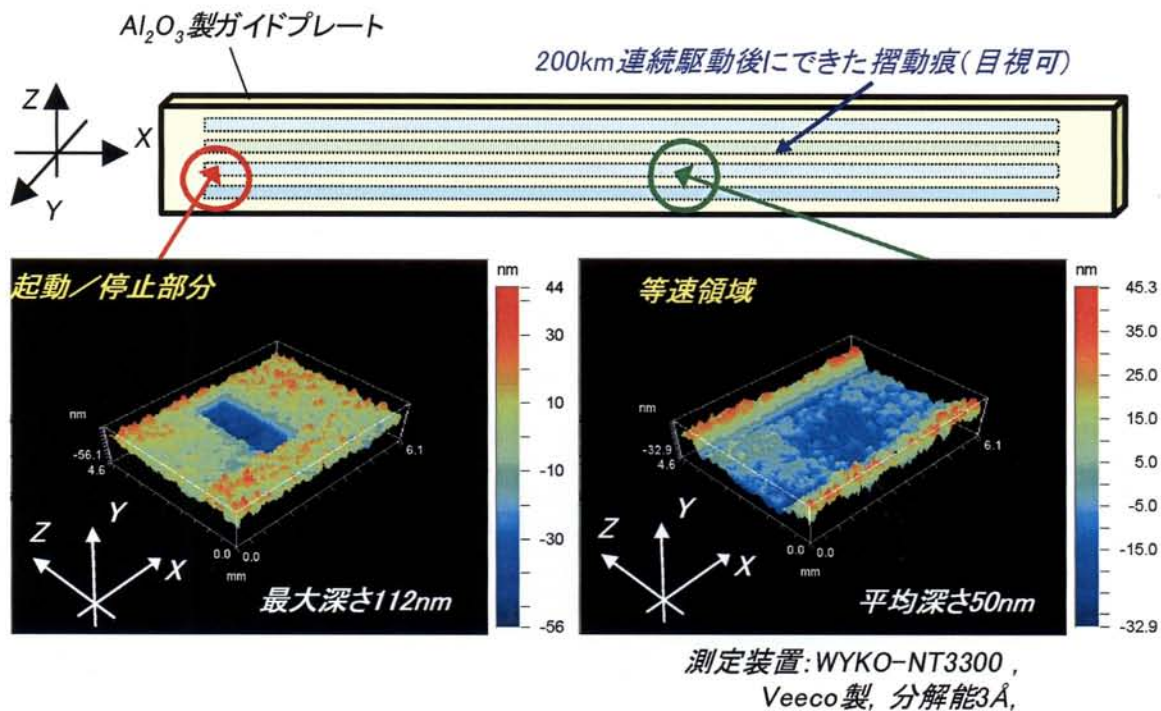 Al₂O₃製ガイドプレート
200km連続駆動後にできた摺動痕(目視可)
Z
X
Y
起動／停止部分
nm
44
30
10
-10
-30
-56
nm
-56.1
4.6
6.1
0.0 0.0
mm
Z
Y
X
最大深さ112nm
等速領域
nm
45.3
35.0
25.0
15.0
5.0
-5.0
-15.0
-32.9
nm
-32.9
4.6
6.1
0.0 0.0
mm
Z
Y
X
平均深さ50nm
測定装置:WYKO-NT3300 ,
Veeco製, 分解能3Å,